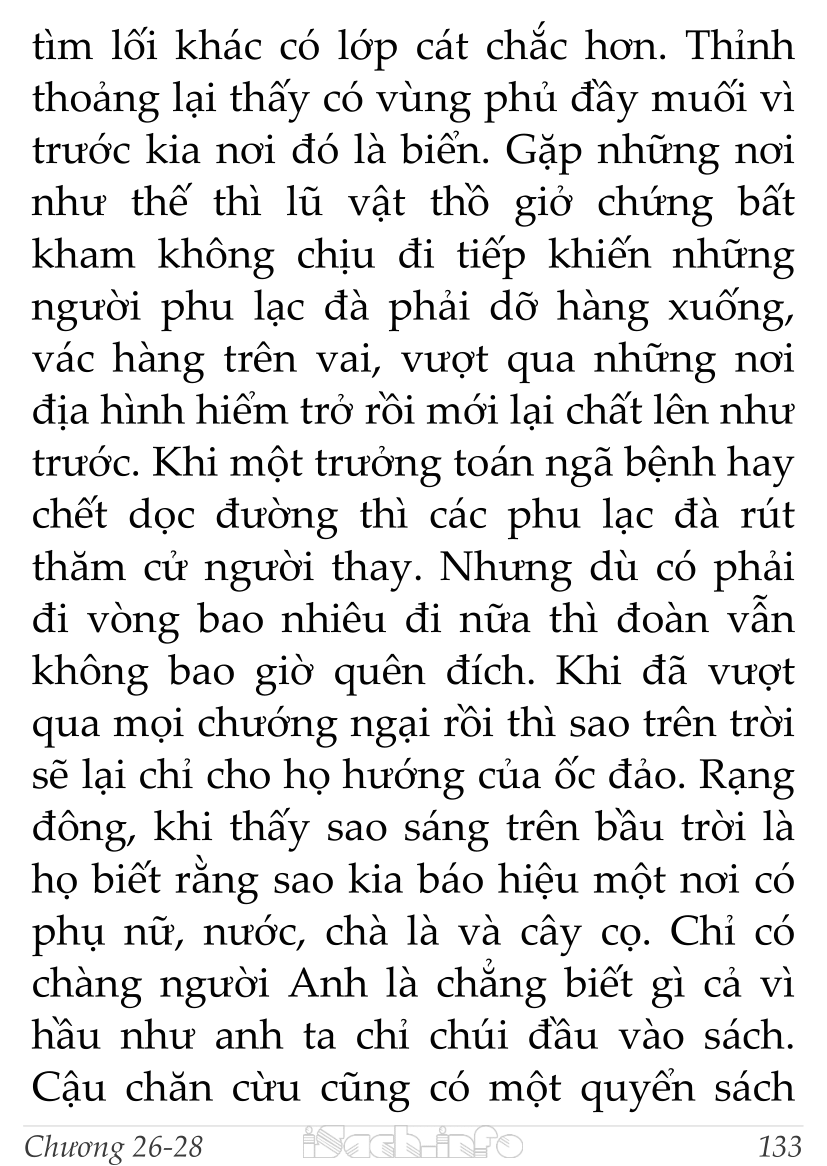 tìm lối khác có lớp cát chắc hơn. Thỉnh
thoảng lại thấy có vùng phủ đầy muối vì
trước kia nơi đó là biển. Gặp những nơi
như thế thì lũ vật thồ giở chứng bất
kham không chịu đi tiếp khiến những
người phu lạc đà phải dỡ hàng xuống,
vác hàng trên vai, vượt qua những nơi
địa hình hiểm trở rồi mới lại chất lên như
trước. Khi một trưởng toán ngã bệnh hay
chết dọc đường thì các phu lạc đà rút
thăm cử người thay. Nhưng dù có phải
đi vòng bao nhiêu đi nữa thì đoàn vẫn
không bao giờ quên đích. Khi đã vượt
qua mọi chướng ngại rồi thì sao trên trời
sẽ lại chỉ cho họ hướng của ốc đảo. Rạng
đông, khi thấy sao sáng trên bầu trời là
họ biết rằng sao kia báo hiệu một nơi có
phụ nữ, nước, chà là và cây cọ. Chỉ có
chàng người Anh là chẳng biết gì cả vì
hầu như anh ta chỉ chúi đầu vào sách.
Cậu chăn cừu cũng có một quyển sách
Chương 26-28 iSach.info 133